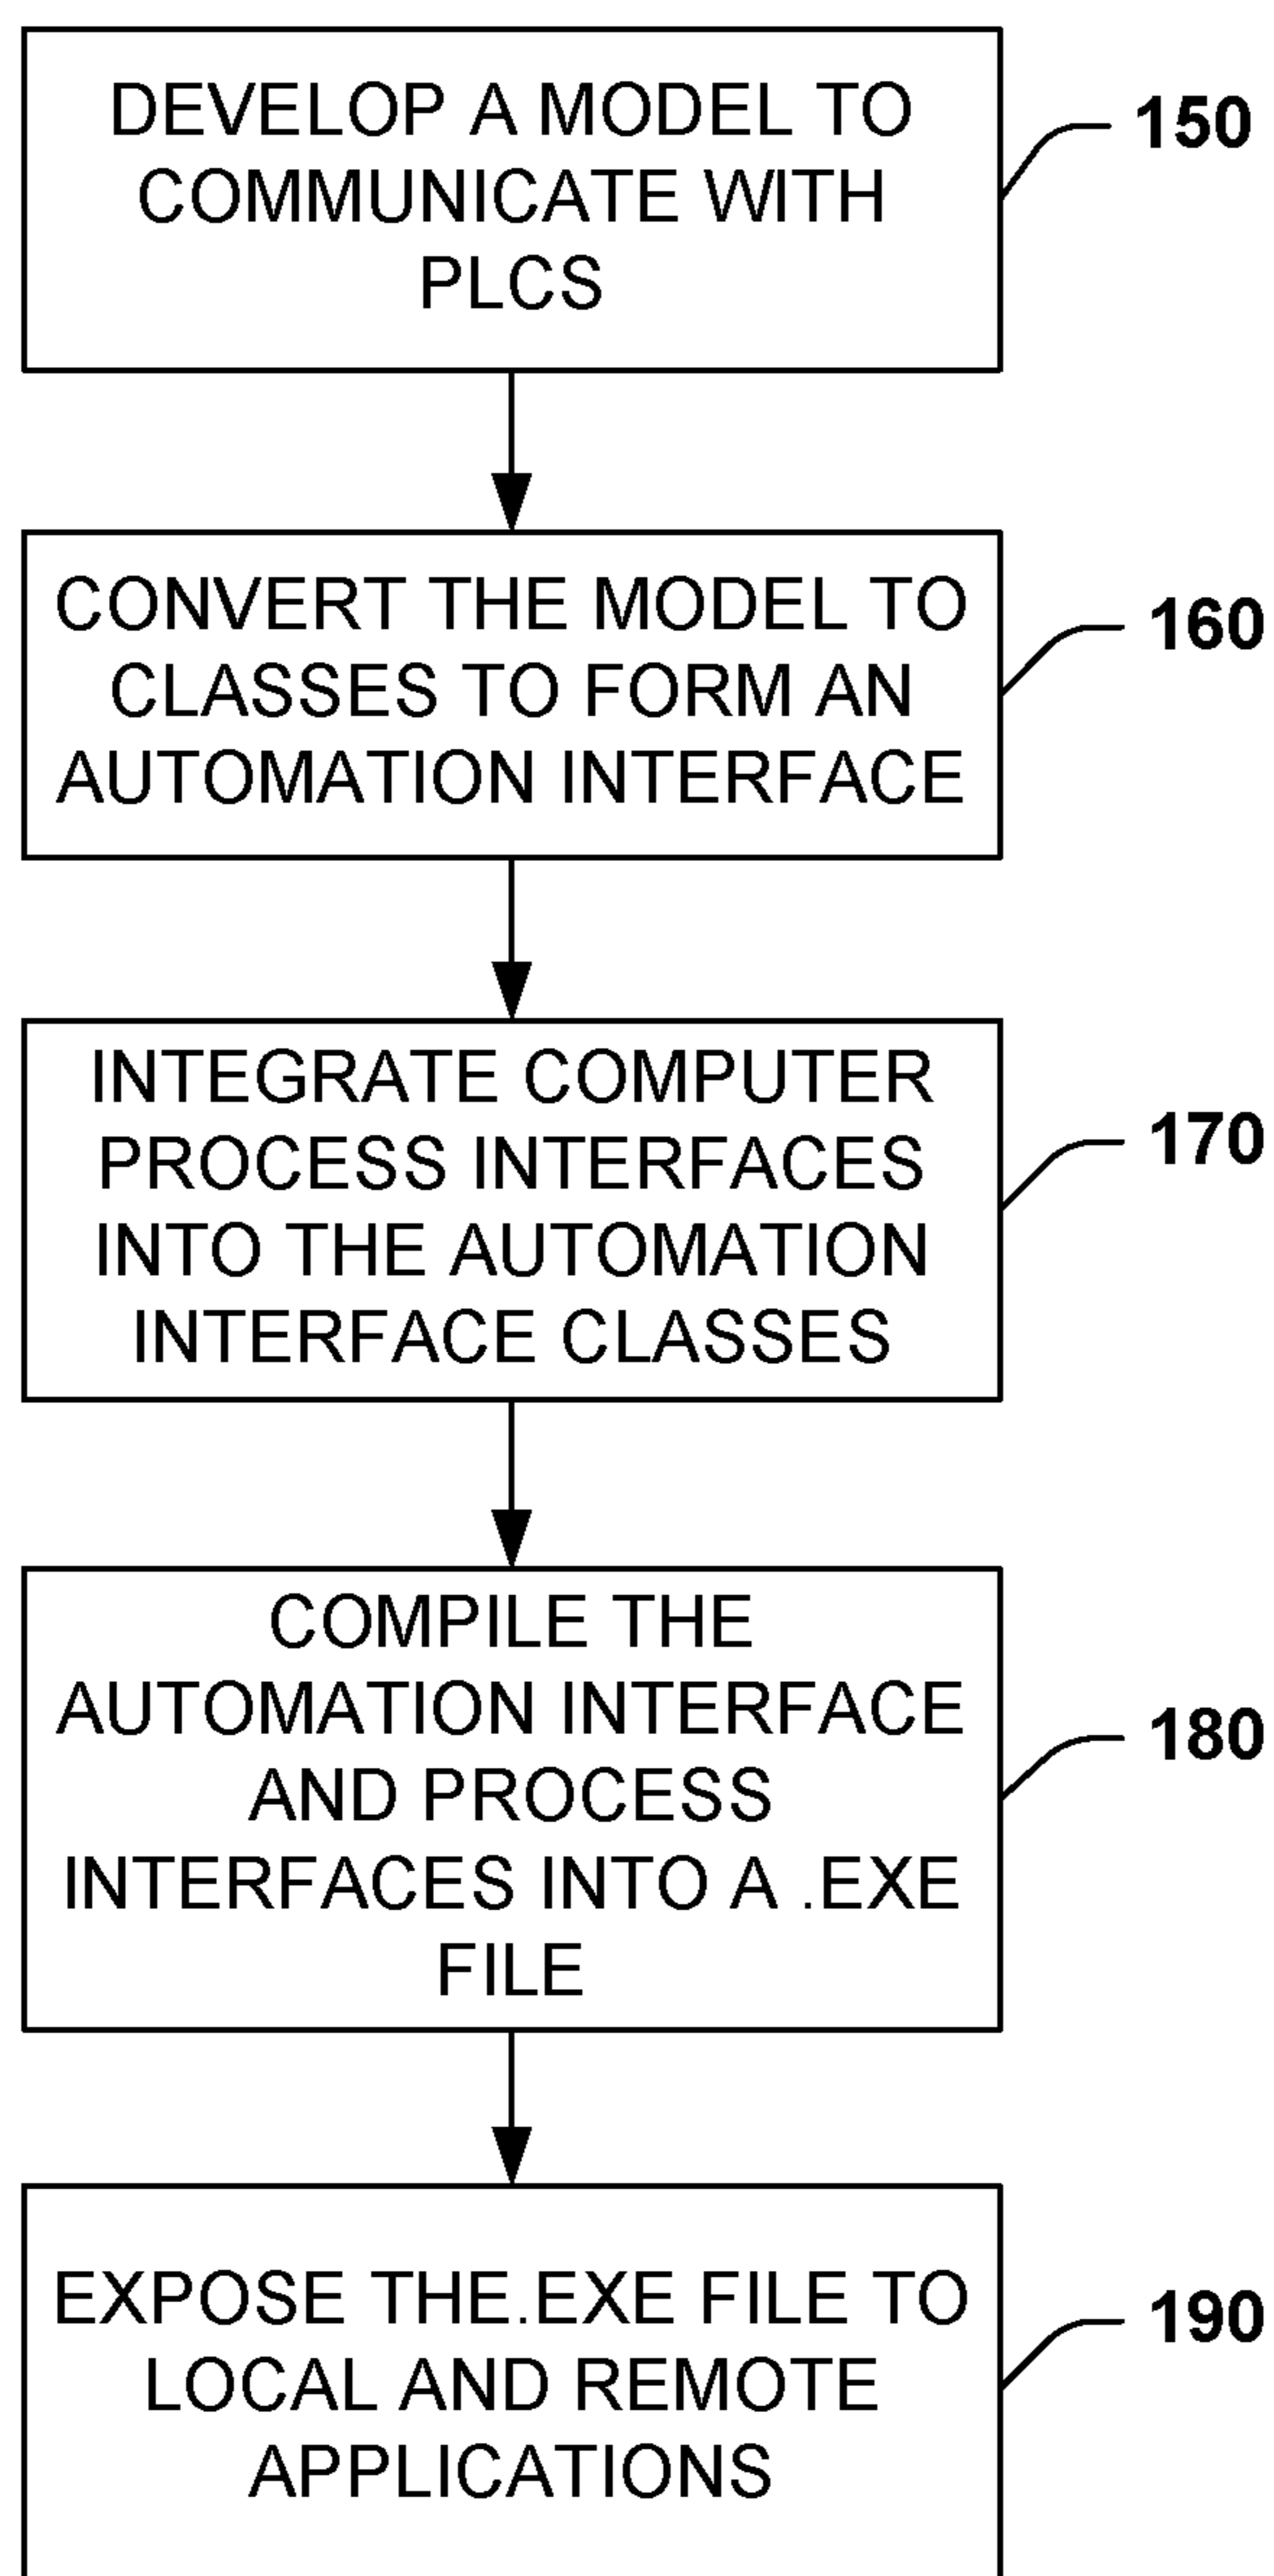 DEVELOP A MODEL TO
COMMUNICATE WITH
PLCS
150
CONVERT THE MODEL TO
CLASSES TO FORM AN
AUTOMATION INTERFACE
160
INTEGRATE COMPUTER
PROCESS INTERFACES
INTO THE AUTOMATION
INTERFACE CLASSES
170
COMPILE THE
AUTOMATION INTERFACE
AND PROCESS
INTERFACES INTO A .EXE
FILE
180
EXPOSE THE.EXE FILE TO
LOCAL AND REMOTE
APPLICATIONS
190